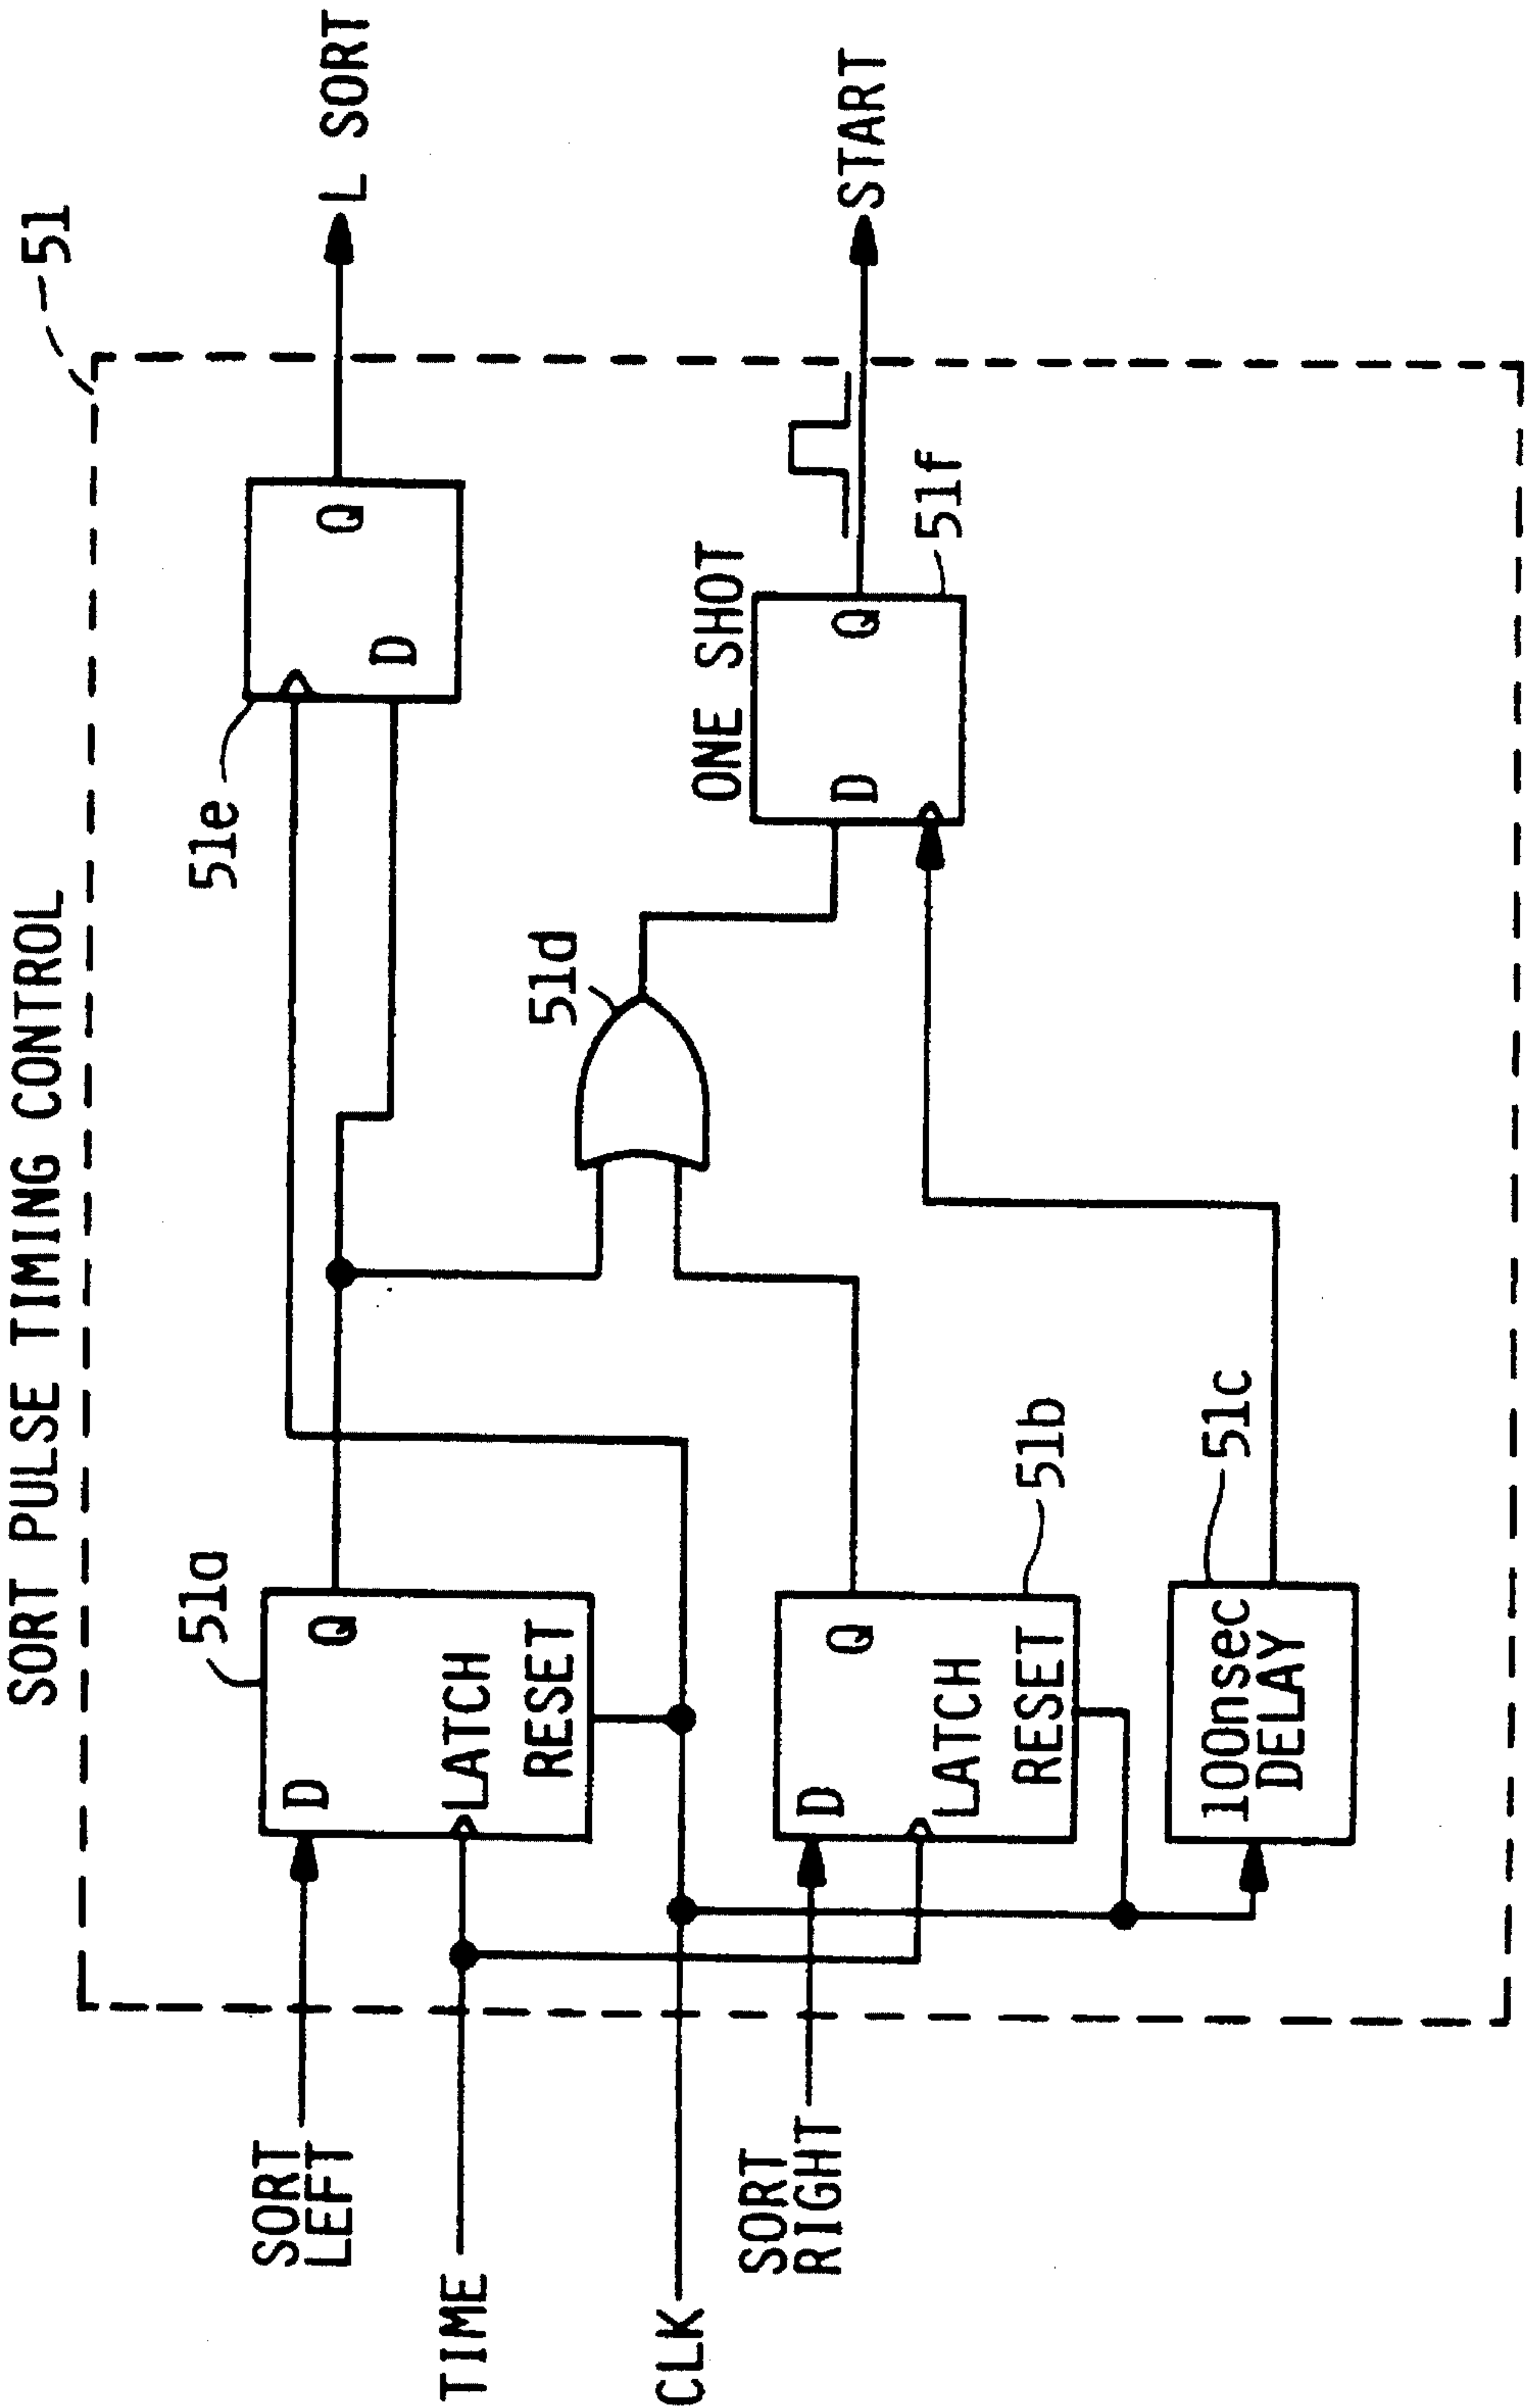 SORT PULSE TIMING CONTROL
51
SORT
LEFT
TIME
CLK
SORT
RIGHT
51a
D
Q
LATCH
RESET
51b
D
Q
LATCH
RESET
51c
100nsec
DELAY
51d
51e
Q
D
L SORT
ONE SHOT
D
Q
51f
START